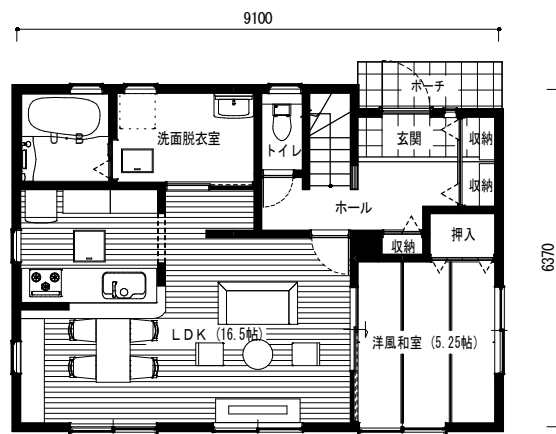 9100
ポーチ
U・B
洗面脱衣室
トイレ
玄関
収納
収納
ホール
収納
押入
6370
LDK (16.5帖)
洋風和室 (5.25帖)